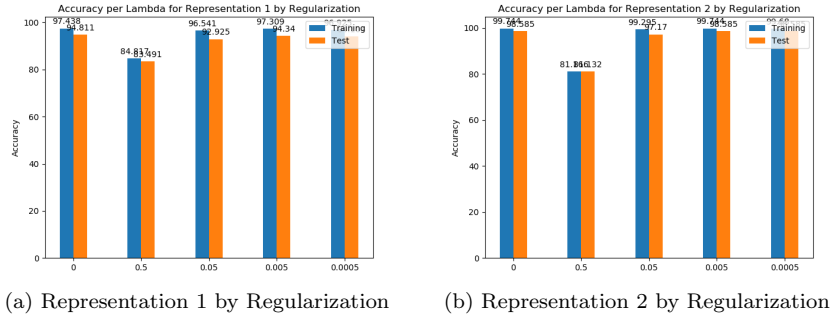 Accuracy per Lambda for Representation 1 by Regularization
97.438
94.811
84.817
83.491
96.541
92.925
97.309
94.34
Training
Test
Accuracy
100
80
60
40
20
0
0 0.5 0.05 0.005 0.0005
(a) Representation 1 by Regularization
Accuracy per Lambda for Representation 2 by Regularization
99.744
98.585
99.295
97.17
99.744
98.585
Training
Test
Accuracy
100
80
60
40
20
0
0 0.5 0.05 0.005 0.0005
(b) Representation 2 by Regularization